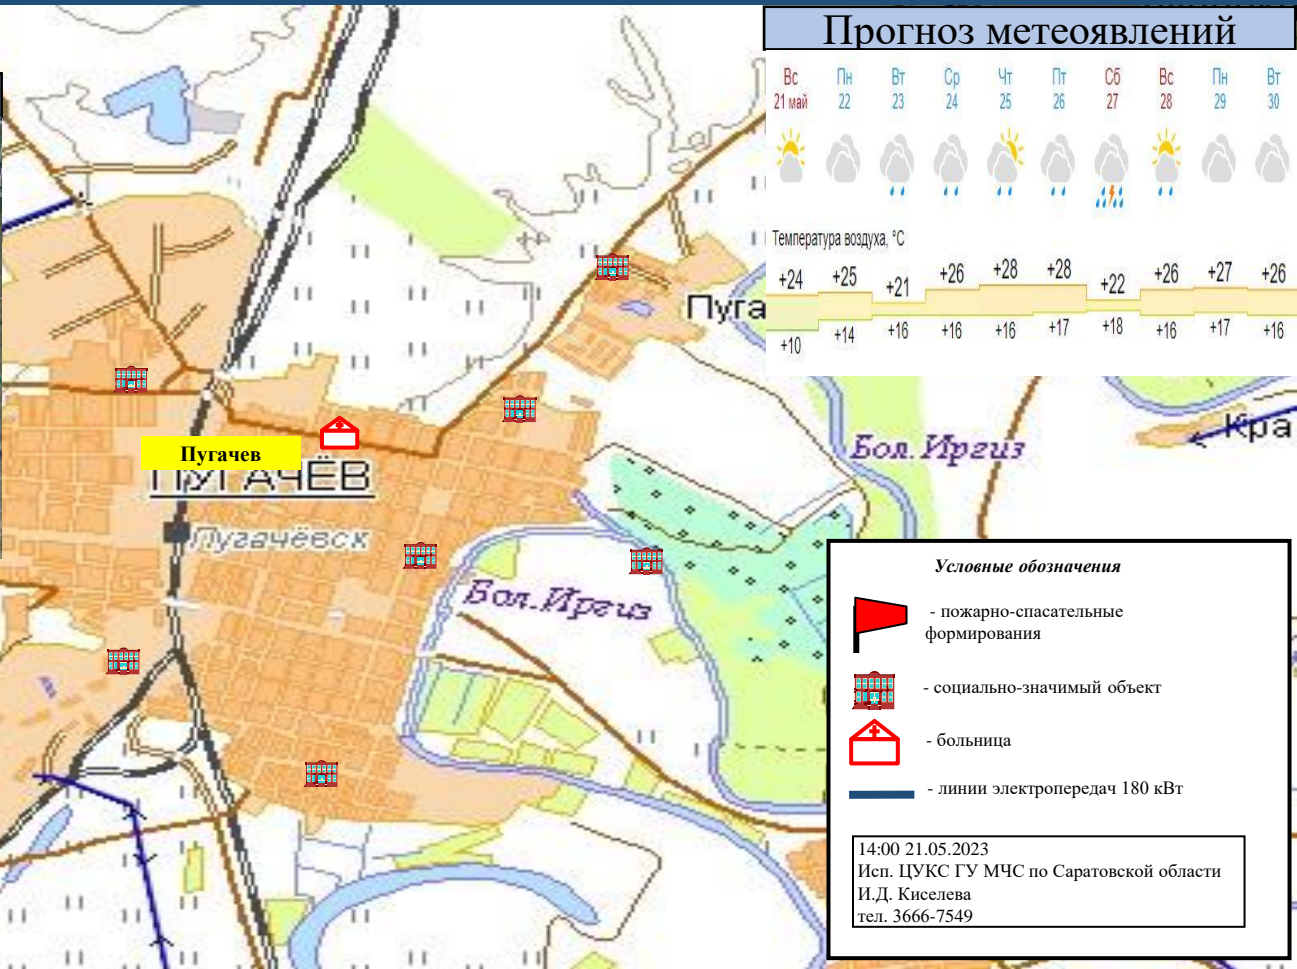 Прогноз метеоявлений
Вс Пн Вт Ср Чт Пт Сб Вс Пн Вт
21 май 22 23 24 25 26 27 28 29 30
Температура воздуха, °C
+24 +25 +21 +26 +28 +28 +22 +26 +27 +26
+10 +14 +16 +16 +16 +17 +18 +16 +17 +16
Пуга
Кра
Бол. Иргиз
Пугачев
ПУГАЧЁВ
Пугачёвск
Бол. Иргиз
Условные обозначения
- пожарно-спасательные
формирования
- социально-значимый объект
- больница
- линии электропередач 180 кВт
14:00 21.05.2023
Исп. ЦУКС ГУ МЧС по Саратовской области
И.Д. Киселева
тел. 3666-7549